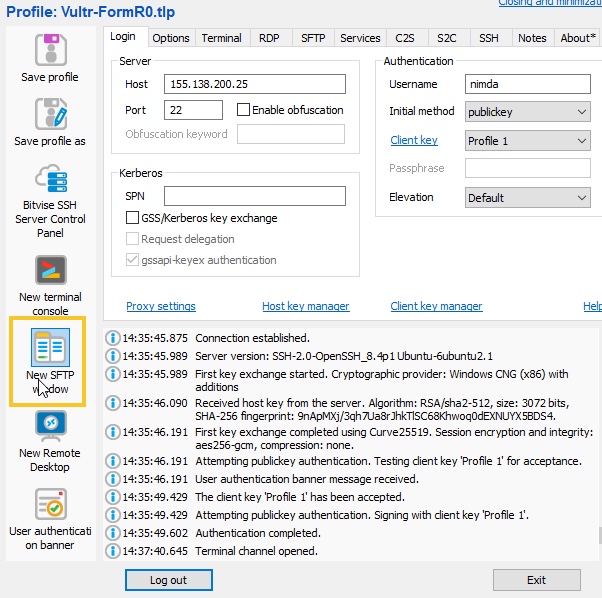 Closing and minimizati
Profile: Vultr-FormR0.tlp
Save profile
Save profile as
Bitvise SSH
Server Control
Panel
New terminal
console
New SFTP
window
New Remote
Desktop
User authenticati
on banner
Login Options Terminal RDP SFTP Services C2S S2C SSH Notes About*
Server
Host 155.138.200.25
Port 22 Enable obfuscation
Obfuscation keyword
Kerberos
SPN
GSS/Kerberos key exchange
Request delegation
gssapi-keyex authentication
Authentication
Username nimda
Initial method publickey
Client key Profile 1
Passphrase
Elevation Default
Proxy settings Host key manager Client key manager Help
14:35:45.875 Connection established.
14:35:45.989 Server version: SSH-2.0-OpenSSH_8.4p1 Ubuntu-6ubuntu2.1
14:35:45.989 First key exchange started. Cryptographic provider: Windows CNG (x86) with
additions
14:35:46.090 Received host key from the server. Algorithm: RSA/sha2-512, size: 3072 bits,
SHA-256 fingerprint: 9nApMXj/3qh7Ua8rJhkTlSC68Khwoq0dEXNUYX5BDS4.
14:35:46.191 First key exchange completed using Curve25519. Session encryption and integrity:
aes256-gcm, compression: none.
14:35:46.191 Attempting publickey authentication. Testing client key 'Profile 1' for acceptance.
14:35:46.191 Authentication banner message received.
14:35:49.429 The client key 'Profile 1' has been accepted.
14:35:49.429 Attempting publickey authentication. Signing with client key 'Profile 1'.
14:35:49.602 Authentication completed.
14:37:40.645 Terminal channel opened.
Log out Exit